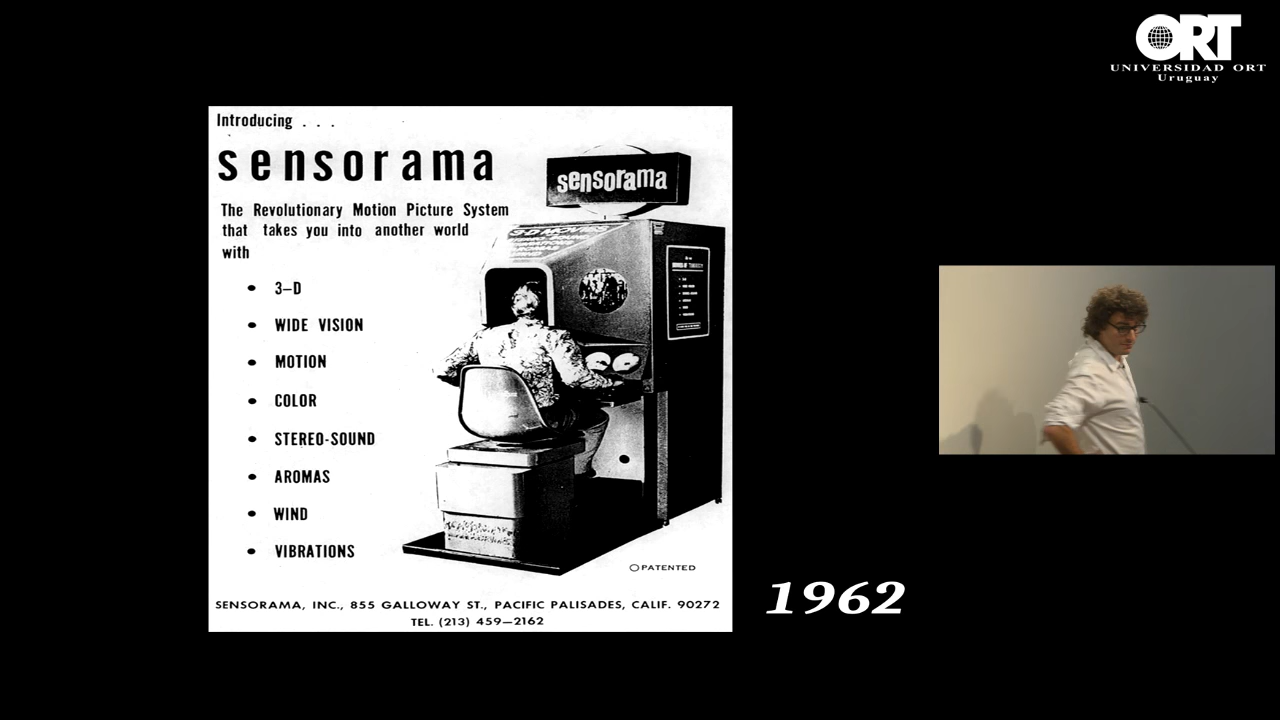 ORT
UNIVERSIDAD ORT
Uruguay
Introducing . . .
sensorama
The Revolutionary Motion Picture System
that takes you into another world
with
• 3–D
• WIDE VISION
• MOTION
• COLOR
• STEREO-SOUND
• AROMAS
• WIND
• VIBRATIONS
sensorama
PATENTED
SENSORAMA, INC., 855 GALLOWAY ST., PACIFIC PALISADES, CALIF. 90272
TEL. (213) 459–2162
1962